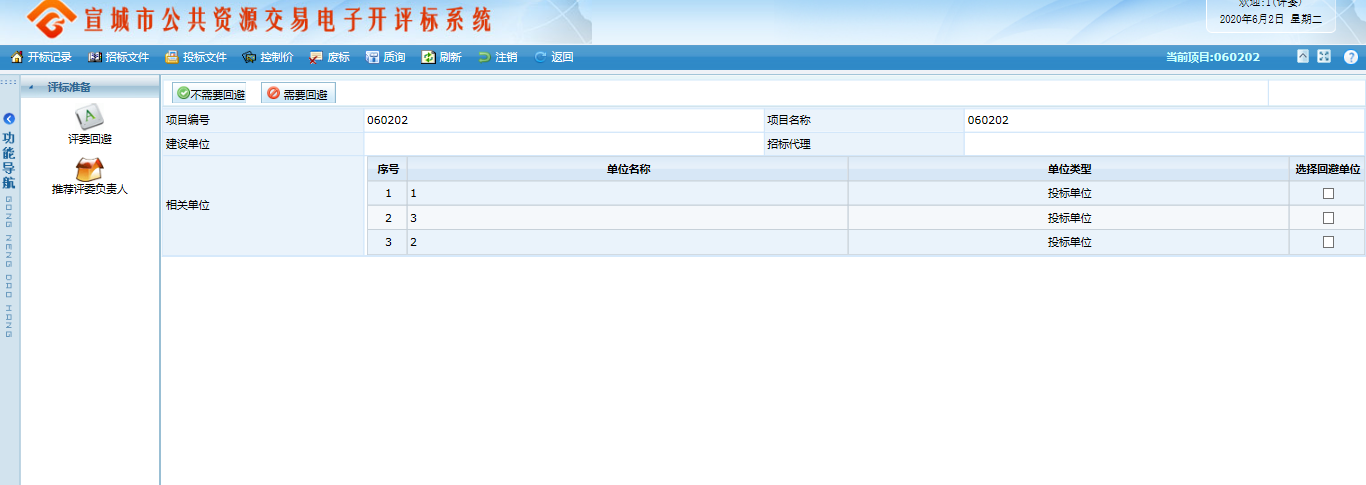 宣城市公共资源交易电子开评标系统
欢迎:1(评委)
2020年6月2日 星期二
开标记录 招标文件 投标文件 控制价 废标 质询 刷新 注销 返回 当前项目:060202
评标准备
评委回避
推荐评委负责人
功能导航
GONG NENG DAO HANG
不需要回避 需要回避
项目编号 060202 项目名称 060202
建设单位 招标代理
相关单位
序号 单位名称 单位类型 选择回避单位
1 1 投标单位
2 3 投标单位
3 2 投标单位